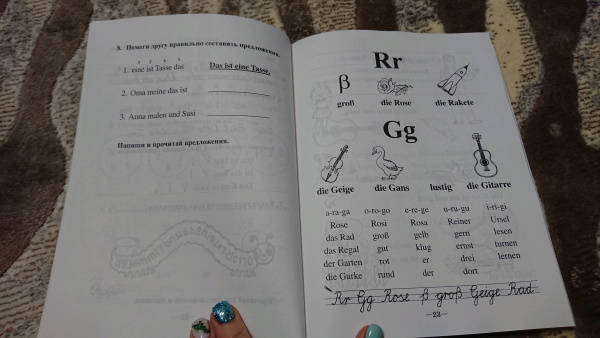 8. Помоги другу правильно составить предложения.
3 2 4 1
1. eine ist Tasse das Das ist eine Tasse.
2. Oma meine das ist
3. Anna malen und Susi
Напиши и прочитай предложения.
Rr
β
groß die Rose die Rakete
Gg
die Geige die Gans lustig die Gitarre
a-ra-ga o-ro-go e-re-ge u-ru-gu i-ri-gi
Rose Rosi Rosa Reiner Ursel
das Rad groß gelb gern lesen
das Regal gut klug ernst turnen
der Garten rot er drei lernen
die Gurke rund der dort
Rr Gg Rose β groß Geige Rad
—23—